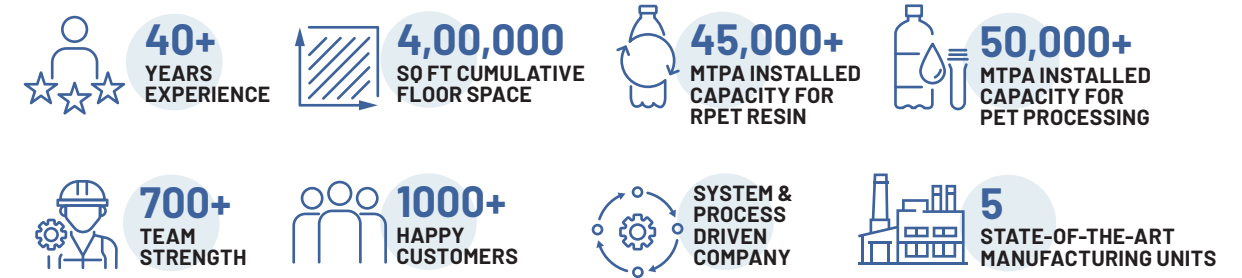 40+
YEARS
EXPERIENCE
4,00,000
SQ FT CUMULATIVE
FLOOR SPACE
45,000+
MTPA INSTALLED
CAPACITY FOR
RPET RESIN
50,000+
MTPA INSTALLED
CAPACITY FOR
PET PROCESSING
700+
TEAM
STRENGTH
1000+
HAPPY
CUSTOMERS
SYSTEM &
PROCESS
DRIVEN
COMPANY
5
STATE-OF-THE-ART
MANUFACTURING UNITS